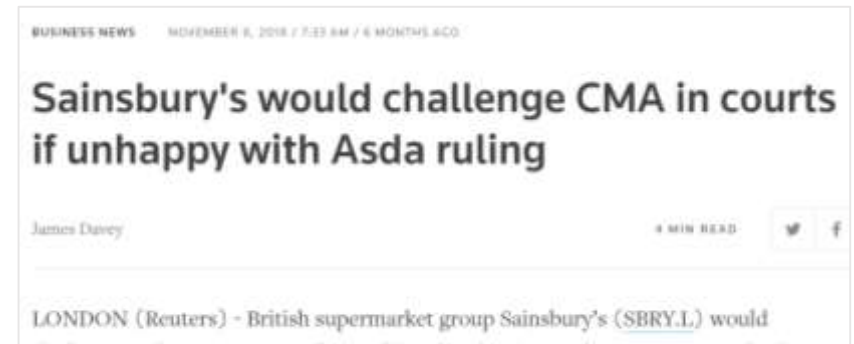 BUSINESS NEWS NOVEMBER 8, 2018 / 7:33 AM / 6 MONTHS AGO
Sainsbury's would challenge CMA in courts
if unhappy with Asda ruling
James Davey
4 MIN READ
LONDON (Reuters) - British supermarket group Sainsbury's (SBRY.L) would